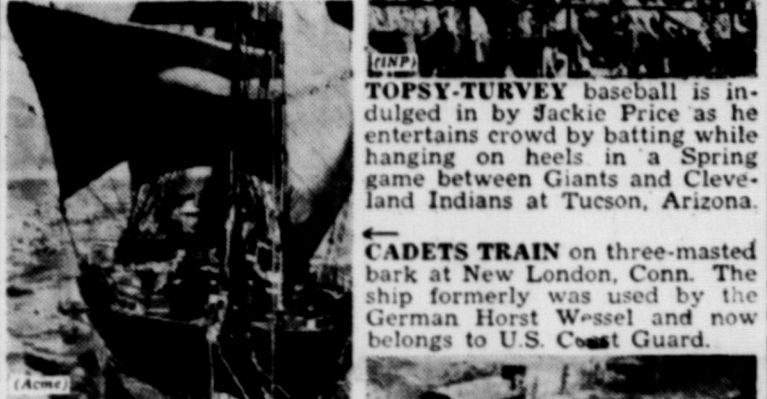 (INP)
TOPSY-TURVEY baseball is in-
dulged in by Jackie Price as he
entertains crowd by batting while
hanging on heels in a Spring
game between Giants and Cleve-
land Indians at Tucson, Arizona.
CADETS TRAIN on three-masted
bark at New London, Conn. The
ship formerly was used by the
German Horst Wessel and now
belongs to U.S. Coast Guard.
(Acme)